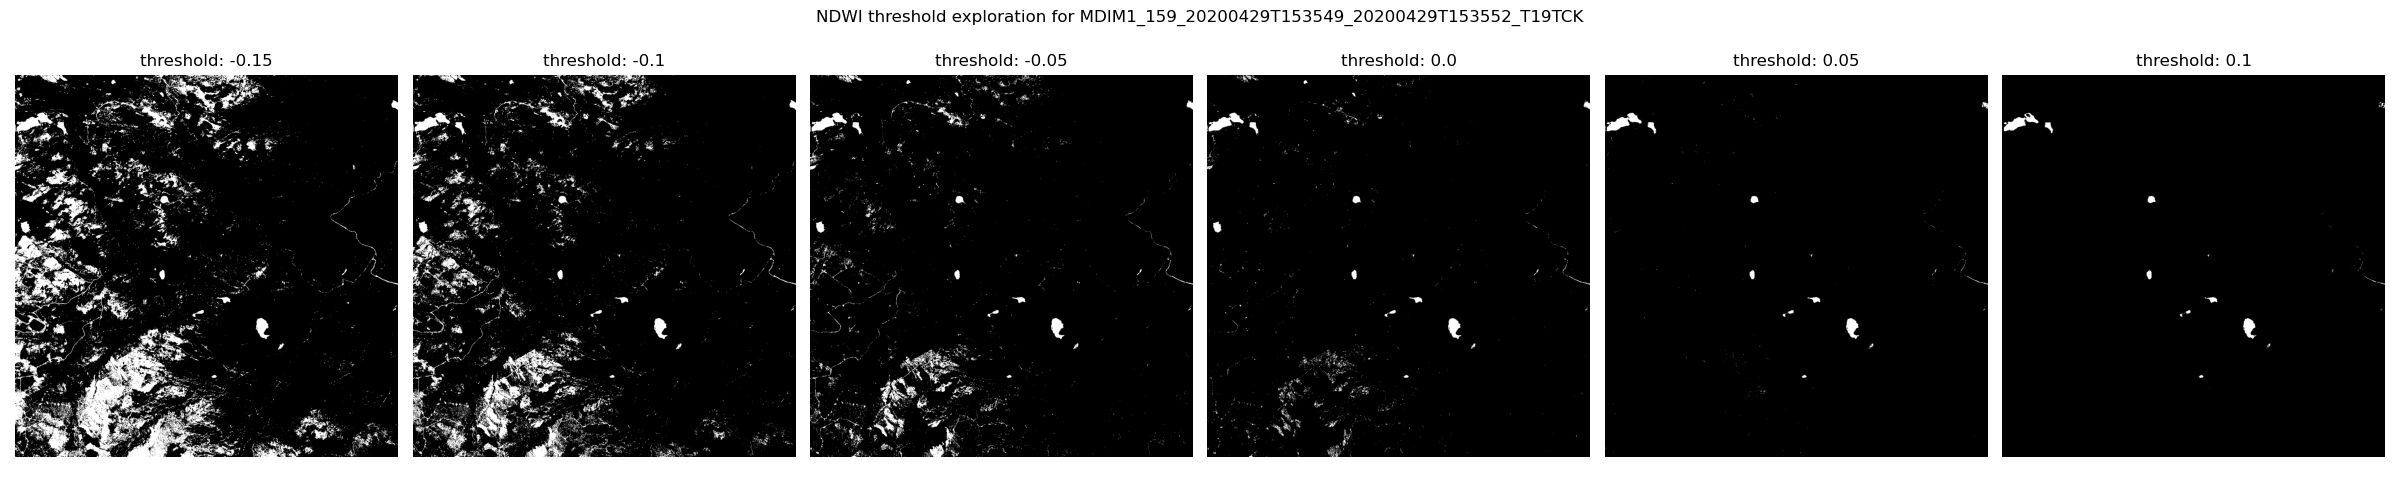 NDWI threshold exploration for MDIM1_159_20200429T153549_20200429T153552_T19TCK
threshold: -0.15
threshold: -0.1
threshold: -0.05
threshold: 0.0
threshold: 0.05
threshold: 0.1